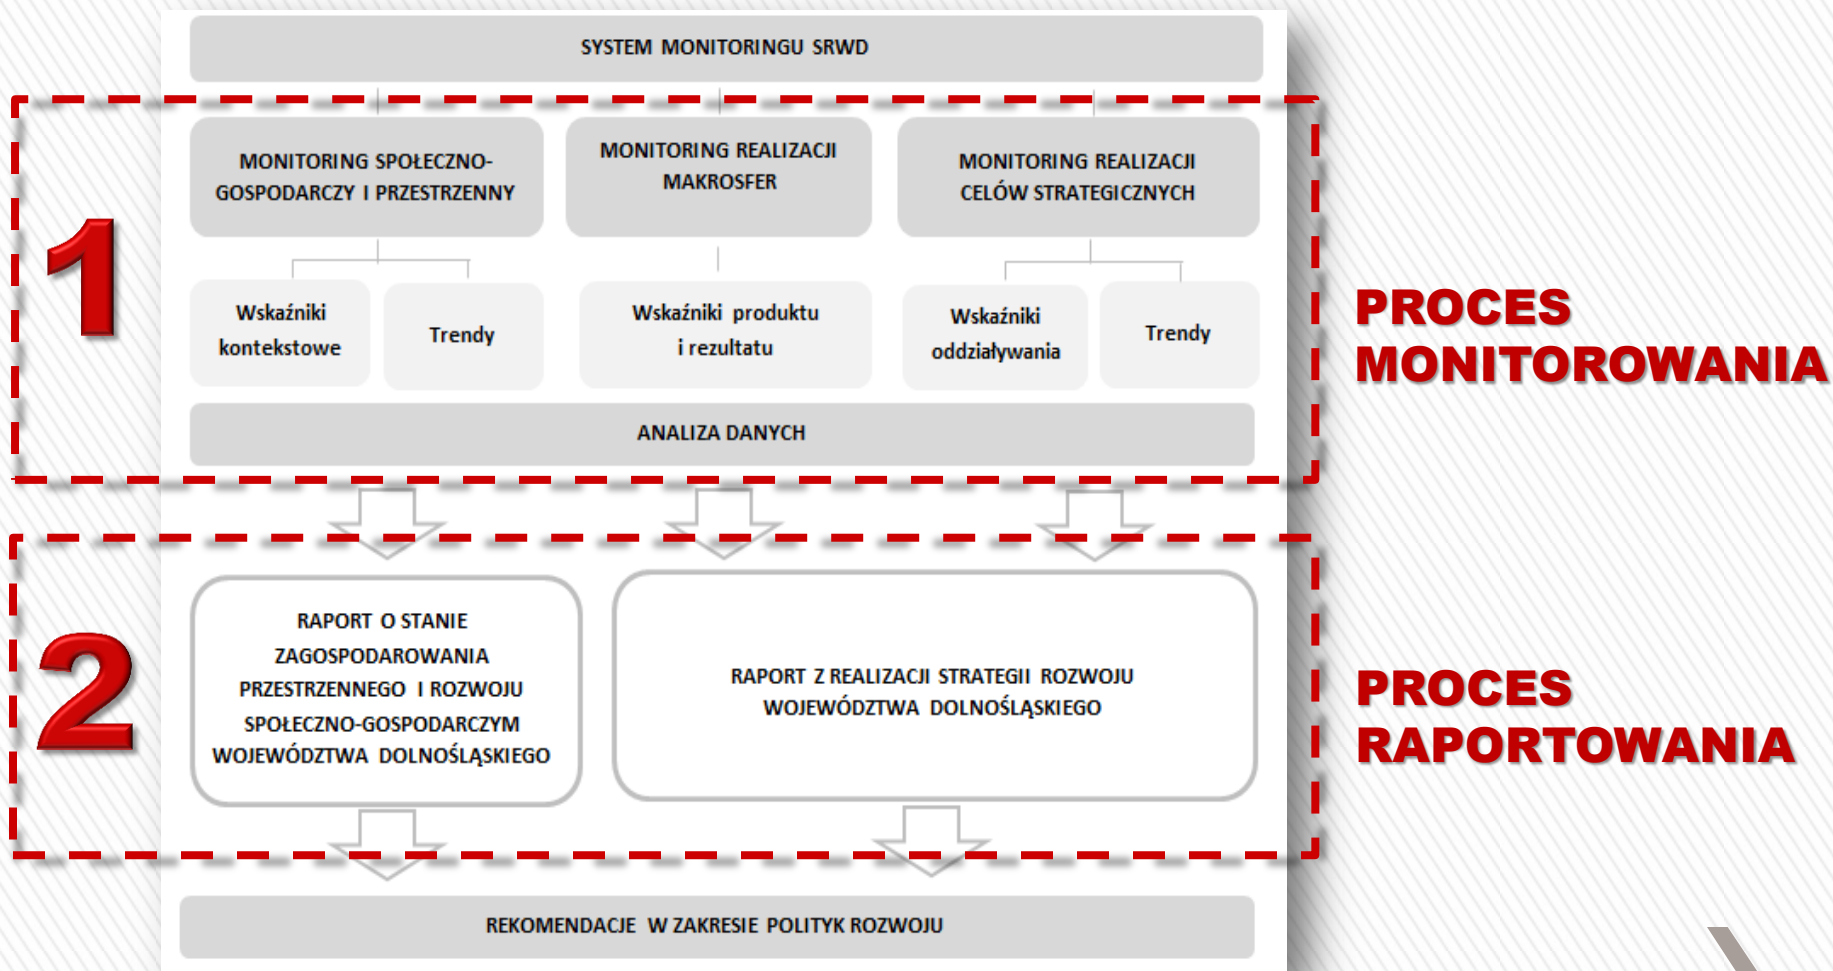 SYSTEM MONITORINGU SRWD
1
MONITORING SPOŁECZNO-
GOSPODARCZY I PRZESTRZENNY
MONITORING REALIZACJI
MAKROSFER
MONITORING REALIZACJI
CELÓW STRATEGICZNYCH
Wskaźniki
kontekstowe
Trendy
Wskaźniki produktu
i rezultatu
Wskaźniki
oddziaływania
Trendy
ANALIZA DANYCH
PROCES
MONITOROWANIA
2
RAPORT O STANIE
ZAGOSPODAROWANIA
PRZESTRZENNEGO I ROZWOJU
SPOŁECZNO-GOSPODARCZYM
WOJEWÓDZTWA DOLNOŚLĄSKIEGO
RAPORT Z REALIZACJI STRATEGII ROZWOJU
WOJEWÓDZTWA DOLNOŚLĄSKIEGO
PROCES
RAPORTOWANIA
REKOMENDACJE W ZAKRESIE POLITYK ROZWOJU